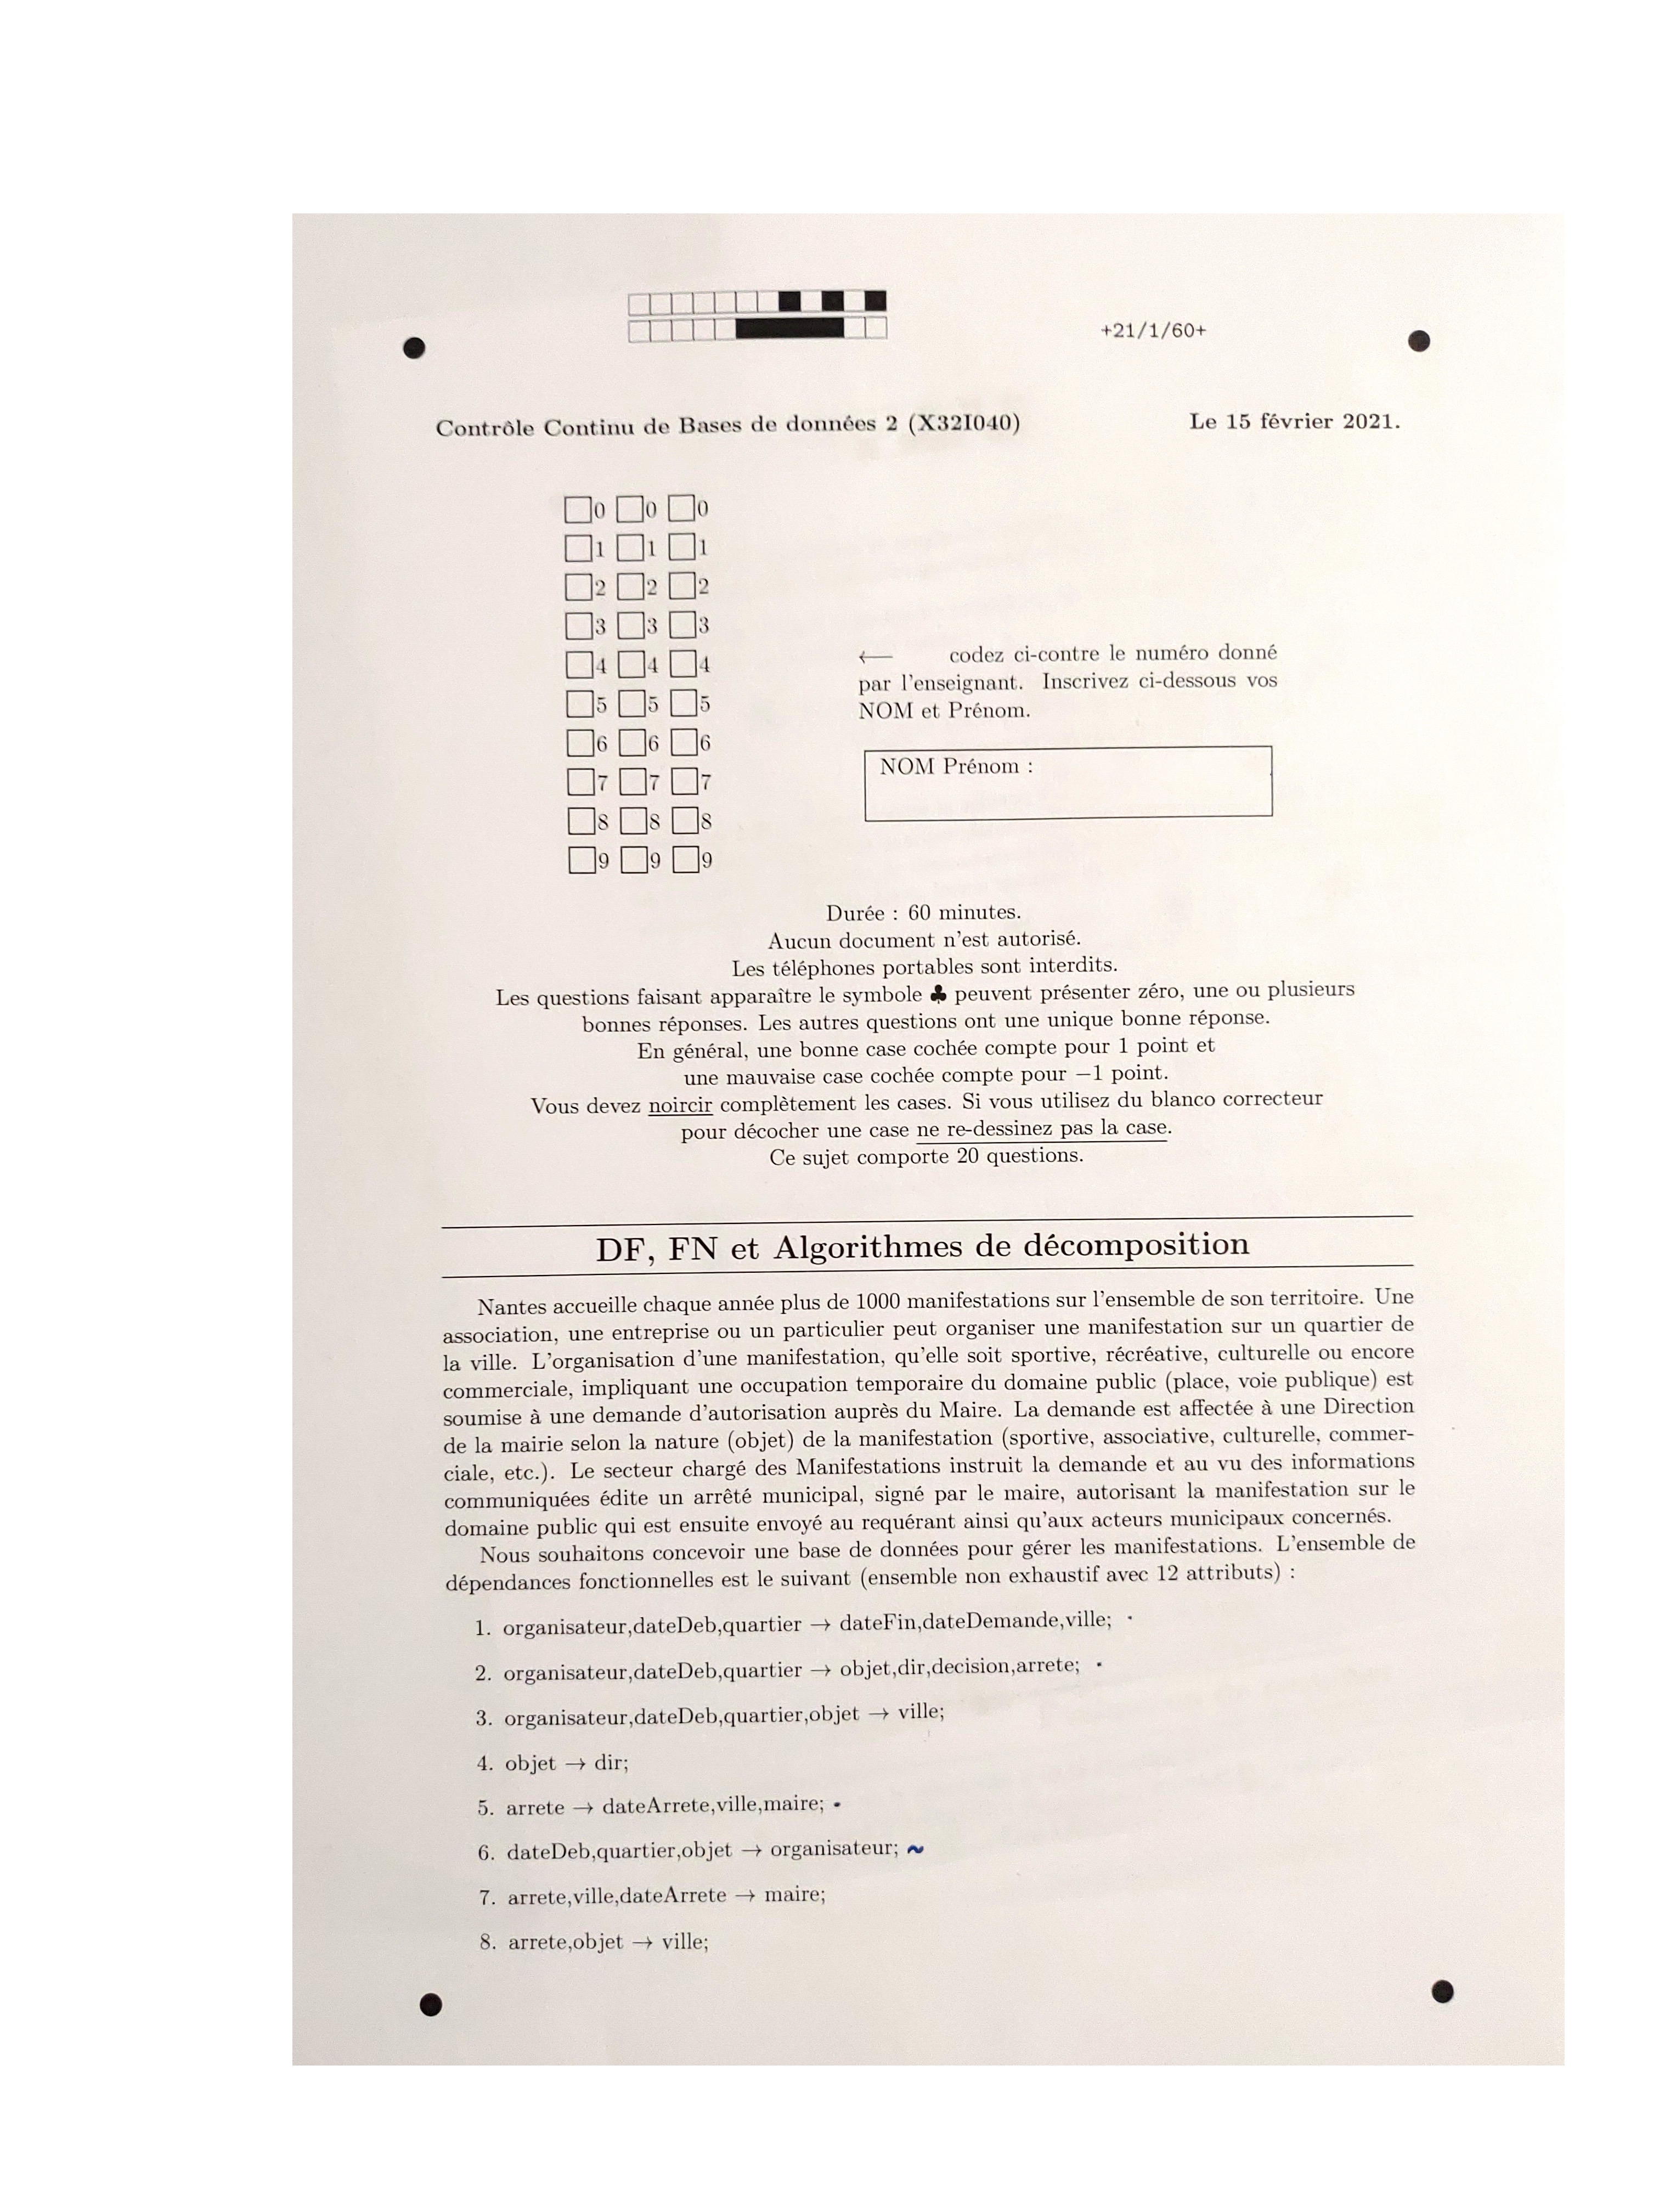 +21/1/60+
Contrôle Continu de Bases de données 2 (X32I040) Le 15 février 2021.
0 0 0
1 1 1
2 2 2
3 3 3
4 4 4
5 5 5
6 6 6
7 7 7
8 8 8
9 9 9
← codez ci-contre le numéro donné
par l'enseignant. Inscrivez ci-dessous vos
NOM et Prénom.
NOM Prénom :
Durée : 60 minutes.
Aucun document n'est autorisé.
Les téléphones portables sont interdits.
Les questions faisant apparaître le symbole ♣ peuvent présenter zéro, une ou plusieurs
bonnes réponses. Les autres questions ont une unique bonne réponse.
En général, une bonne case cochée compte pour 1 point et
une mauvaise case cochée compte pour −1 point.
Vous devez noircir complètement les cases. Si vous utilisez du blanco correcteur
pour décocher une case ne re-dessinez pas la case.
Ce sujet comporte 20 questions.
DF, FN et Algorithmes de décomposition
Nantes accueille chaque année plus de 1000 manifestations sur l'ensemble de son territoire. Une
association, une entreprise ou un particulier peut organiser une manifestation sur un quartier de
la ville. L'organisation d'une manifestation, qu'elle soit sportive, récréative, culturelle ou encore
commerciale, impliquant une occupation temporaire du domaine public (place, voie publique) est
soumise à une demande d'autorisation auprès du Maire. La demande est affectée à une Direction
de la mairie selon la nature (objet) de la manifestation (sportive, associative, culturelle, commer-
ciale, etc.). Le secteur chargé des Manifestations instruit la demande et au vu des informations
communiquées édite un arrêté municipal, signé par le maire, autorisant la manifestation sur le
domaine public qui est ensuite envoyé au requérant ainsi qu'aux acteurs municipaux concernés.
Nous souhaitons concevoir une base de données pour gérer les manifestations. L'ensemble de
dépendances fonctionnelles est le suivant (ensemble non exhaustif avec 12 attributs) :
1. organisateur,dateDeb,quartier → dateFin,dateDemande,ville;
2. organisateur,dateDeb,quartier → objet,dir,decision,arrete;
3. organisateur,dateDeb,quartier,objet → ville;
4. objet → dir;
5. arrete → dateArrete,ville,maire;
6. dateDeb,quartier,objet → organisateur; ~
7. arrete,ville,dateArrete → maire;
8. arrete,objet → ville;